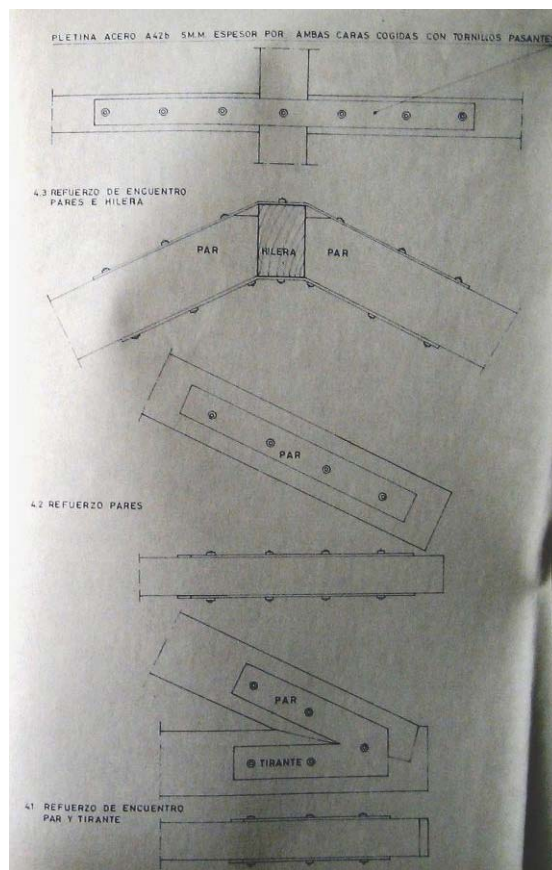 PLETINA ACERO A42b 5M.M. ESPESOR POR AMBAS CARAS COGIDAS CON TORNILLOS PASANTES
4.3 REFUERZO DE ENCUENTRO
PARES E HILERA
PAR
HILERA
PAR
PAR
4.2 REFUERZO PARES
PAR
TIRANTE
4.1 REFUERZO DE ENCUENTRO
PAR Y TIRANTE